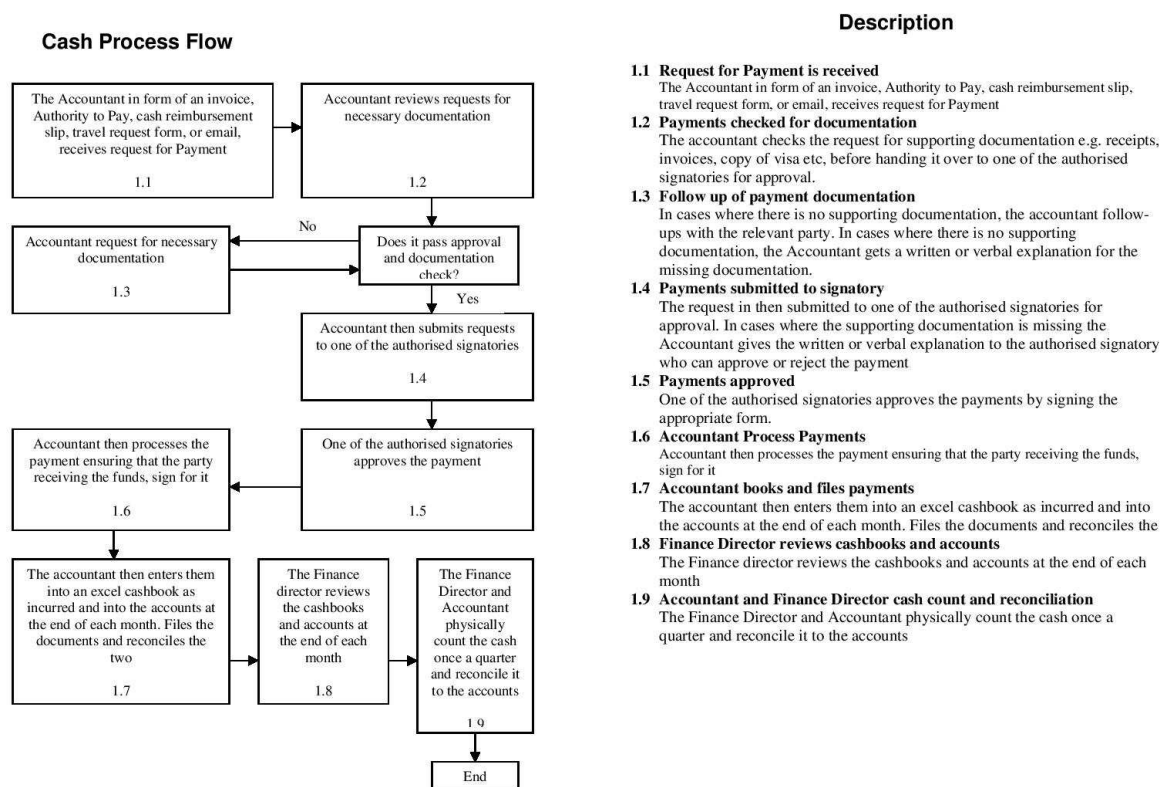 Cash Process Flow
The Accountant in form of an invoice,
Authority to Pay, cash reimbursement
slip, travel request form, or email,
receives request for Payment
1.1
Accountant reviews requests for
necessary documentation
1.2
No
Accountant request for necessary
documentation
1.3
Does it pass approval
and documentation
check?
Yes
Accountant then submits requests
to one of the authorised signatories
1.4
One of the authorised signatories
approves the payment
1.5
Accountant then processes the
payment ensuring that the party
receiving the funds, sign for it
1.6
The accountant then enters them
into an excel cashbook as
incurred and into the accounts at
the end of each month. Files the
documents and reconciles the
two
1.7
The Finance
director reviews
the cashbooks
and accounts at
the end of each
month
1.8
The Finance
Director and
Accountant
physically
count the cash
once a quarter
and reconcile it
to the accounts
1.9
End
Description
1.1 Request for Payment is received
The Accountant in form of an invoice, Authority to Pay, cash reimbursement slip,
travel request form, or email, receives request for Payment
1.2 Payments checked for documentation
The accountant checks the request for supporting documentation e.g. receipts,
invoices, copy of visa etc, before handing it over to one of the authorised
signatories for approval.
1.3 Follow up of payment documentation
In cases where there is no supporting documentation, the accountant follow-
ups with the relevant party. In cases where there is no supporting
documentation, the Accountant gets a written or verbal explanation for the
missing documentation.
1.4 Payments submitted to signatory
The request in then submitted to one of the authorised signatories for
approval. In cases where the supporting documentation is missing the
Accountant gives the written or verbal explanation to the authorised signatory
who can approve or reject the payment
1.5 Payments approved
One of the authorised signatories approves the payments by signing the
appropriate form.
1.6 Accountant Process Payments
Accountant then processes the payment ensuring that the party receiving the funds,
sign for it
1.7 Accountant books and files payments
The accountant then enters them into an excel cashbook as incurred and into
the accounts at the end of each month. Files the documents and reconciles the
1.8 Finance Director reviews cashbooks and accounts
The Finance director reviews the cashbooks and accounts at the end of each
month
1.9 Accountant and Finance Director cash count and reconciliation
The Finance Director and Accountant physically count the cash once a
quarter and reconcile it to the accounts